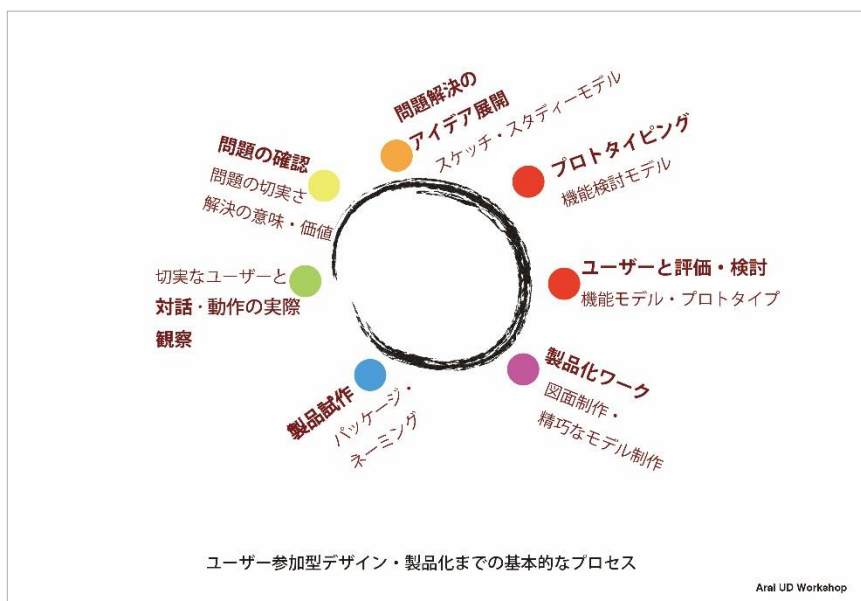 問題解決の
アイデア展開
スケッチ・スタディーモデル
プロトタイピング
機能検討モデル
ユーザーと評価・検討
機能モデル・プロトタイプ
製品化ワーク
図面制作・
精巧なモデル制作
製品試作
パッケージ・
ネーミング
切実なユーザーと
対話・動作の実際
観察
問題の確認
問題の切実さ
解決の意味・価値
ユーザー参加型デザイン・製品化までの基本的なプロセス
Arai UD Workshop